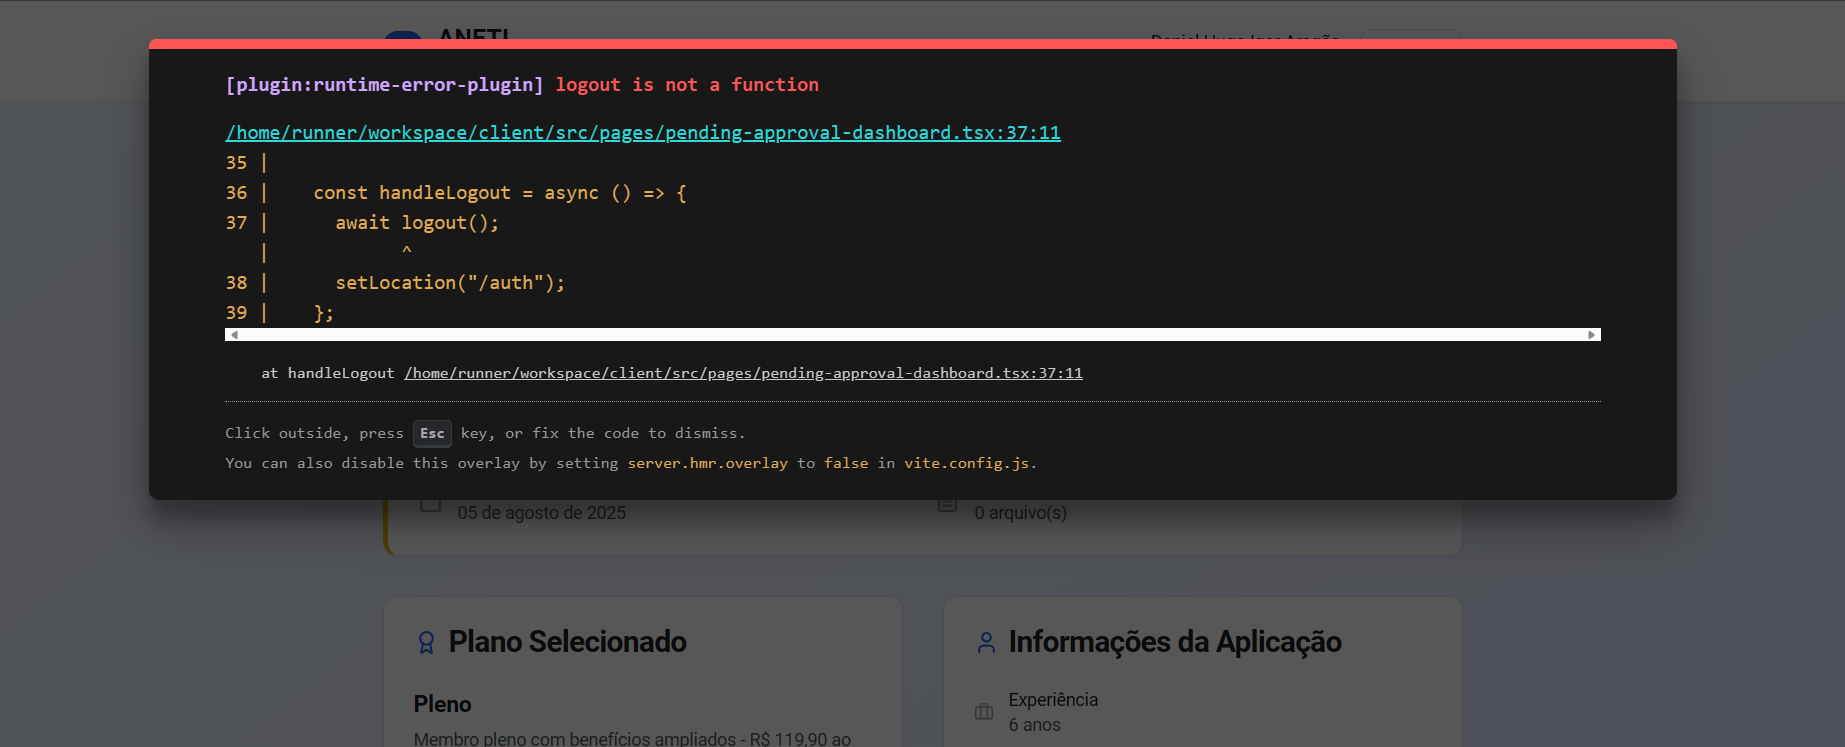 ANETI
Daniel Hugo Igor Aragão
[plugin:runtime-error-plugin] logout is not a function
/home/runner/workspace/client/src/pages/pending-approval-dashboard.tsx:37:11
35 |
36 |    const handleLogout = async () => {
37 |      await logout();
|            ^
38 |      setLocation("/auth");
39 |    };
at handleLogout /home/runner/workspace/client/src/pages/pending-approval-dashboard.tsx:37:11
Click outside, press Esc key, or fix the code to dismiss.
You can also disable this overlay by setting server.hmr.overlay to false in vite.config.js.
05 de agosto de 2025
0 arquivo(s)
Plano Selecionado
Pleno
Membro pleno com benefícios ampliados - R$ 119,90 ao
Informações da Aplicação
Experiência
6 anos